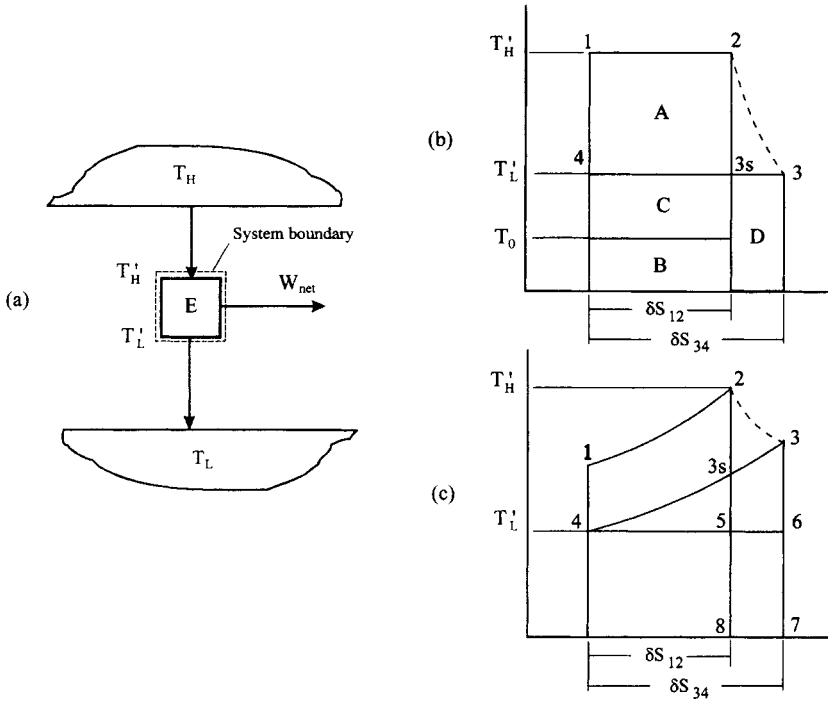 (a)
T_H
System boundary
T'_H
E
W_net
T'_L
T_L
(b)
T'_H
1
2
A
T'_L
4
3s
3
C
T_0
D
B
δS_12
δS_34
(c)
T'_H
2
1
3
3s
T'_L
4
5
6
8
7
δS_12
δS_34